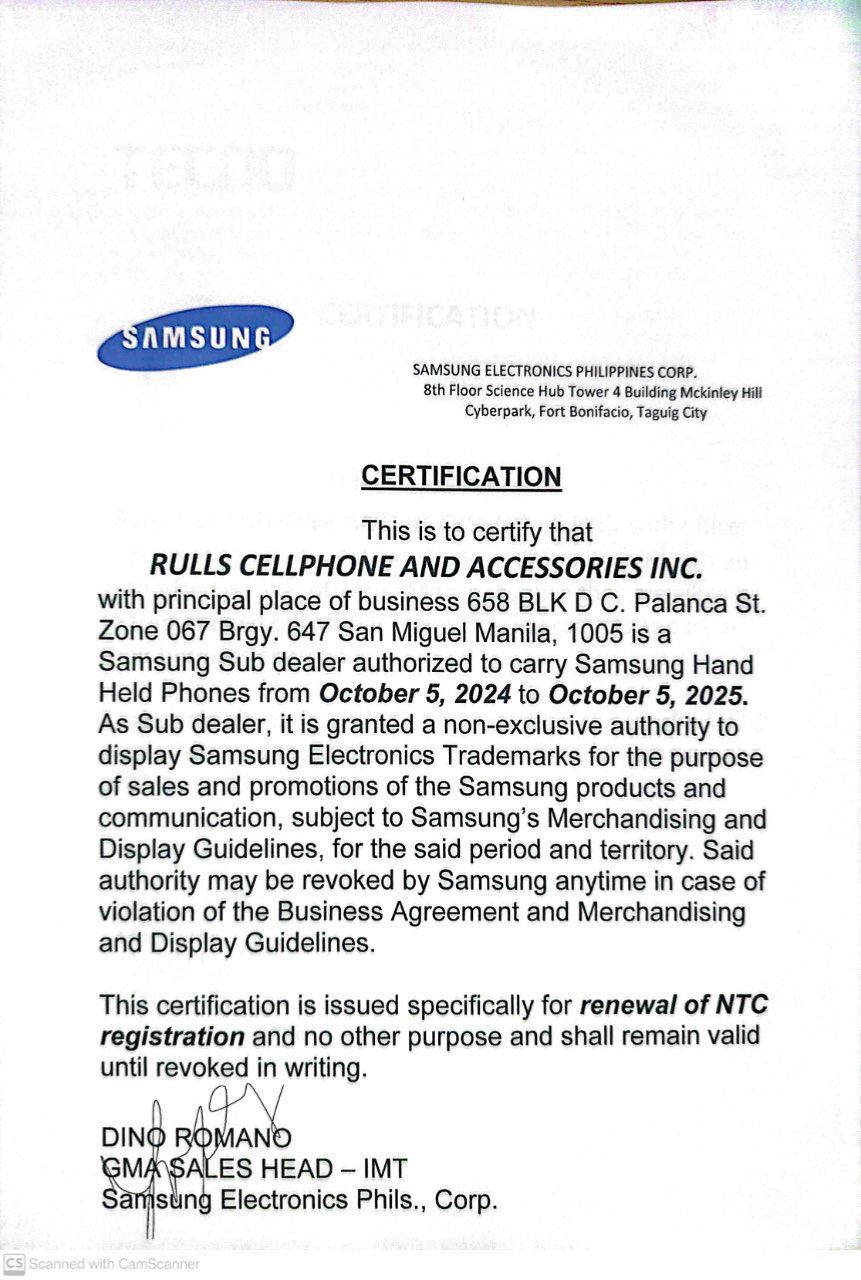 TECNO
CERTIFICATION
SAMSUNG
SAMSUNG ELECTRONICS PHILIPPINES CORP.
8th Floor Science Hub Tower 4 Building Mckinley Hill
Cyberpark, Fort Bonifacio, Taguig City
CERTIFICATION
This is to certify that
RULLS CELLPHONE AND ACCESSORIES INC.
with principal place of business 658 BLK D C. Palanca St.
Zone 067 Brgy. 647 San Miguel Manila, 1005 is a
Samsung Sub dealer authorized to carry Samsung Hand
Held Phones from October 5, 2024 to October 5, 2025.
As Sub dealer, it is granted a non-exclusive authority to
display Samsung Electronics Trademarks for the purpose
of sales and promotions of the Samsung products and
communication, subject to Samsung’s Merchandising and
Display Guidelines, for the said period and territory. Said
authority may be revoked by Samsung anytime in case of
violation of the Business Agreement and Merchandising
and Display Guidelines.
This certification is issued specifically for renewal of NTC
registration and no other purpose and shall remain valid
until revoked in writing.
DINO ROMANO
GMA SALES HEAD – IMT
Samsung Electronics Phils., Corp.
CS Scanned with CamScanner